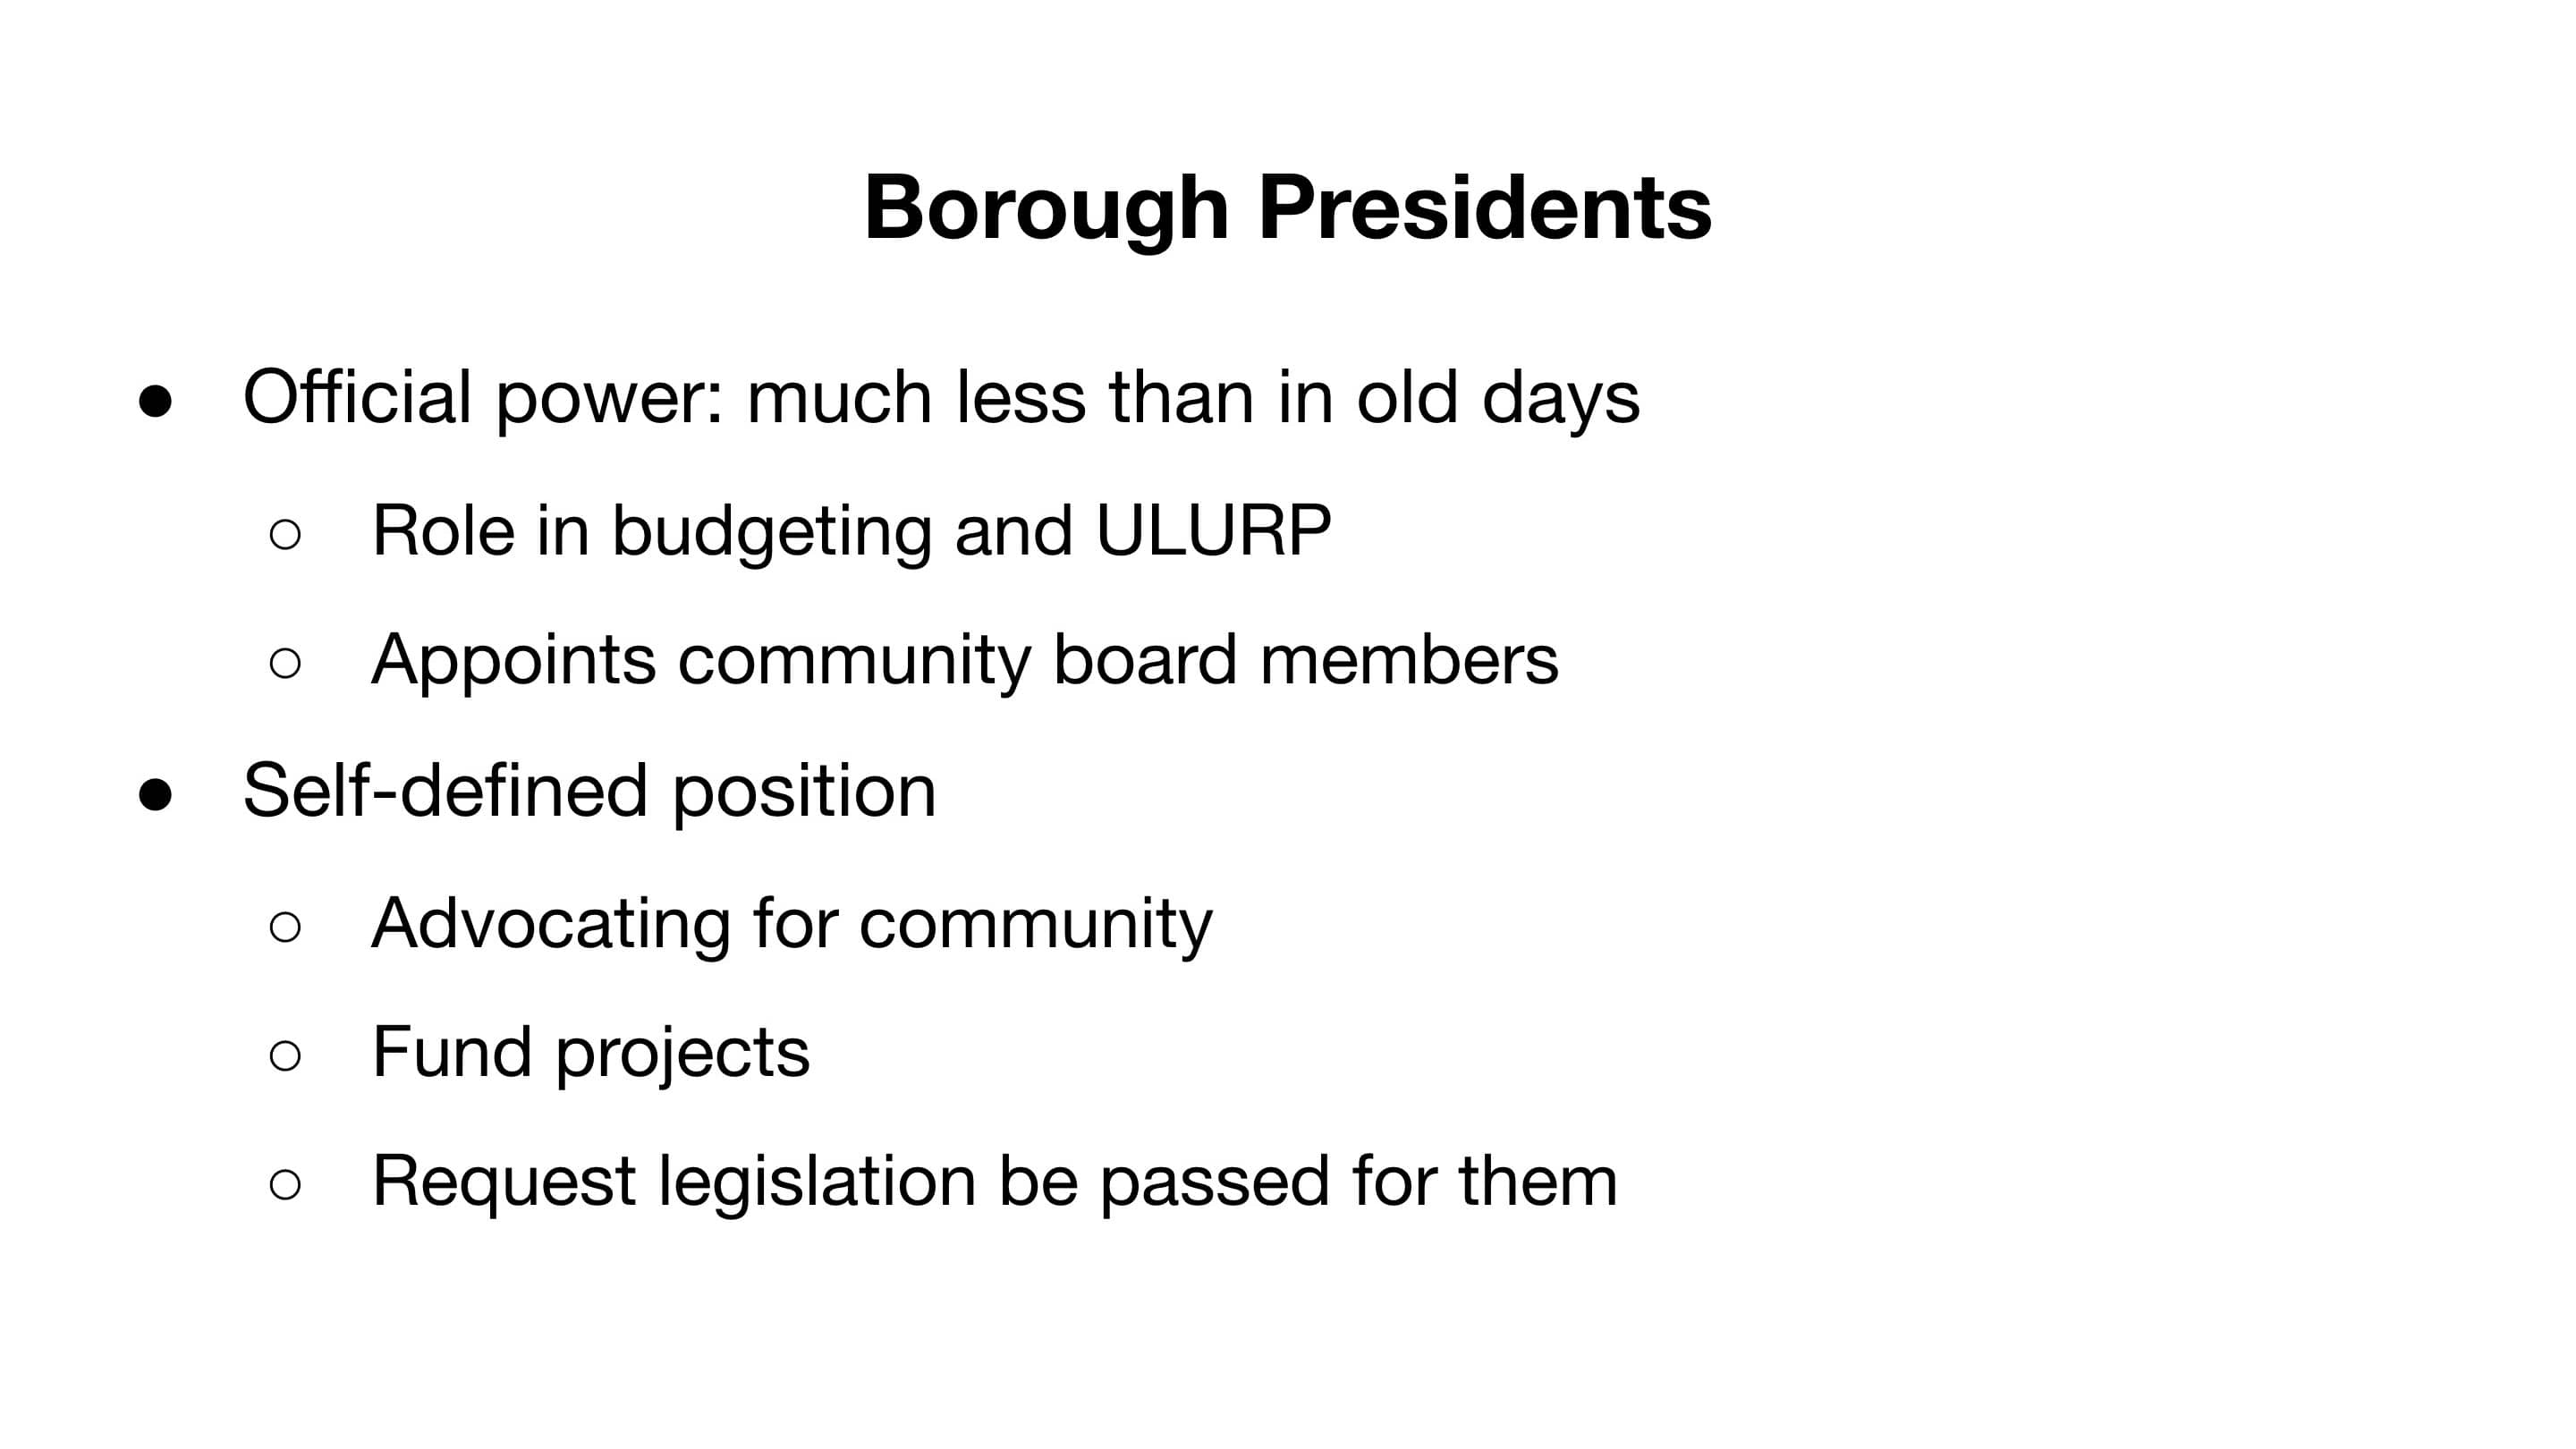 Borough Presidents
● Official power: much less than in old days
○ Role in budgeting and ULURP
○ Appoints community board members
● Self-defined position
○ Advocating for community
○ Fund projects
○ Request legislation be passed for them